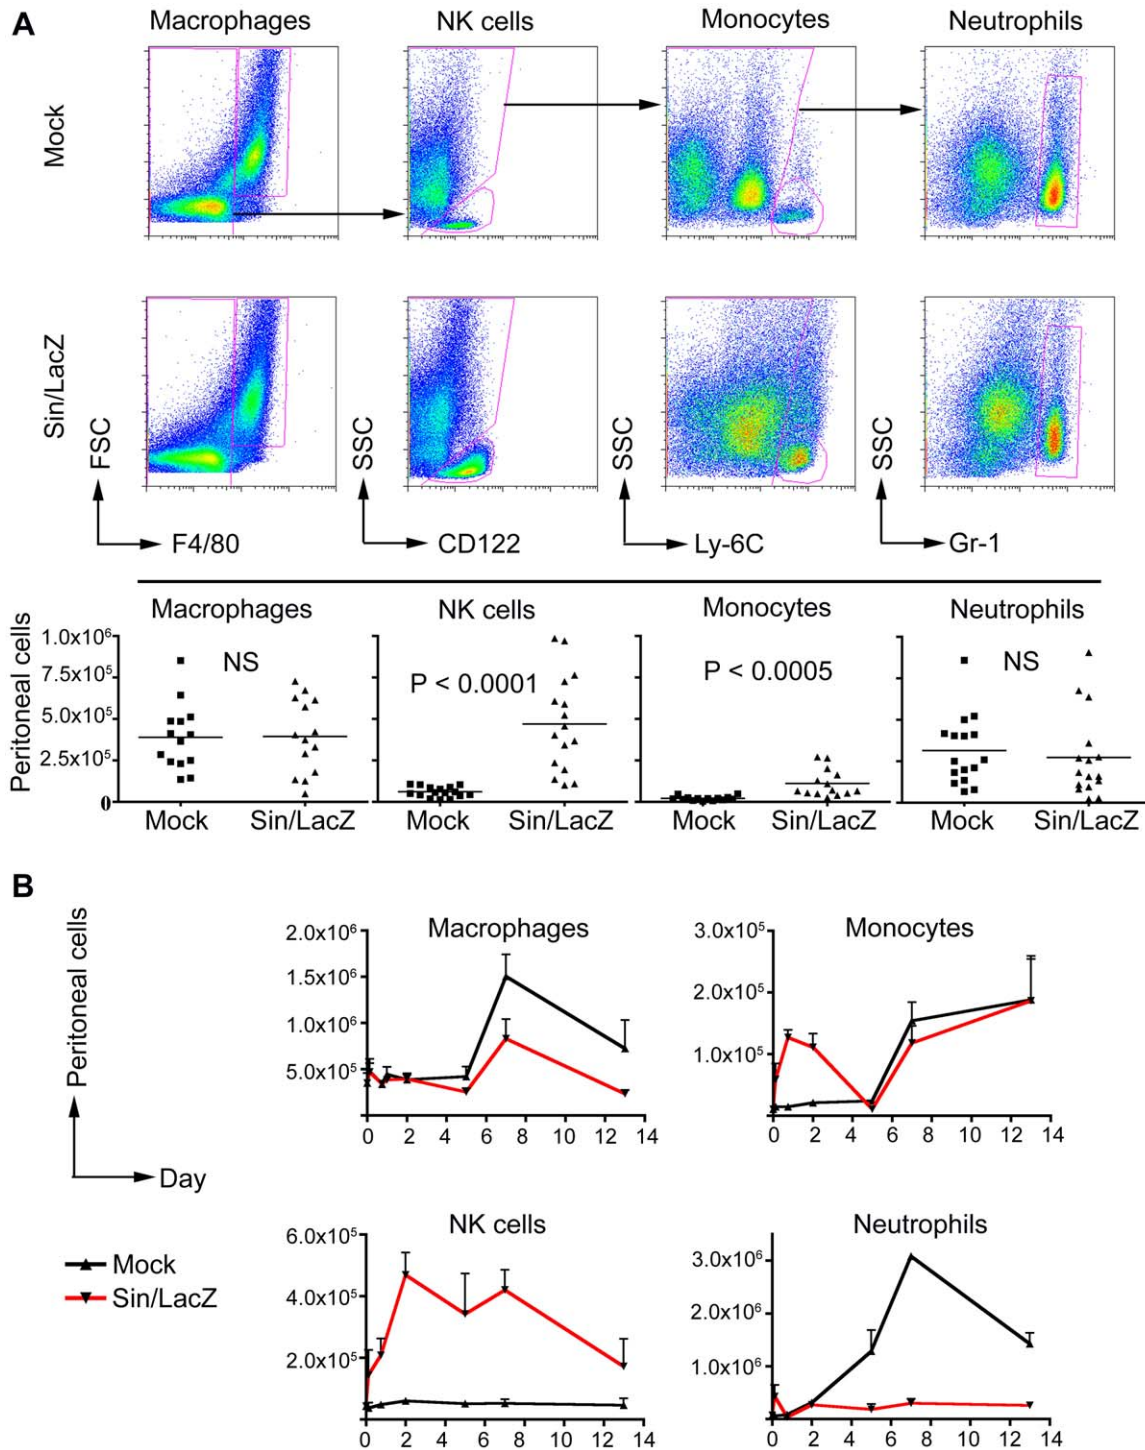 A
Macrophages NK cells Monocytes Neutrophils
Mock
Sin/LacZ
FSC SSC SSC SSC
F4/80 CD122 Ly-6C Gr-1
Macrophages NK cells Monocytes Neutrophils
Peritoneal cells
1.0x10⁶
7.5x10⁵
5.0x10⁵
2.5x10⁵
0
NS P < 0.0001 P < 0.0005 NS
Mock Sin/LacZ Mock Sin/LacZ Mock Sin/LacZ Mock Sin/LacZ
B
Peritoneal cells
Day
Macrophages
2.0x10⁶
1.5x10⁶
1.0x10⁶
5.0x10⁵
0 2 4 6 8 10 12 14
Monocytes
3.0x10⁵
2.0x10⁵
1.0x10⁵
0 2 4 6 8 10 12 14
Mock
Sin/LacZ
NK cells
6.0x10⁵
4.0x10⁵
2.0x10⁵
0 2 4 6 8 10 12 14
Neutrophils
3.0x10⁶
2.0x10⁶
1.0x10⁶
0 2 4 6 8 10 12 14